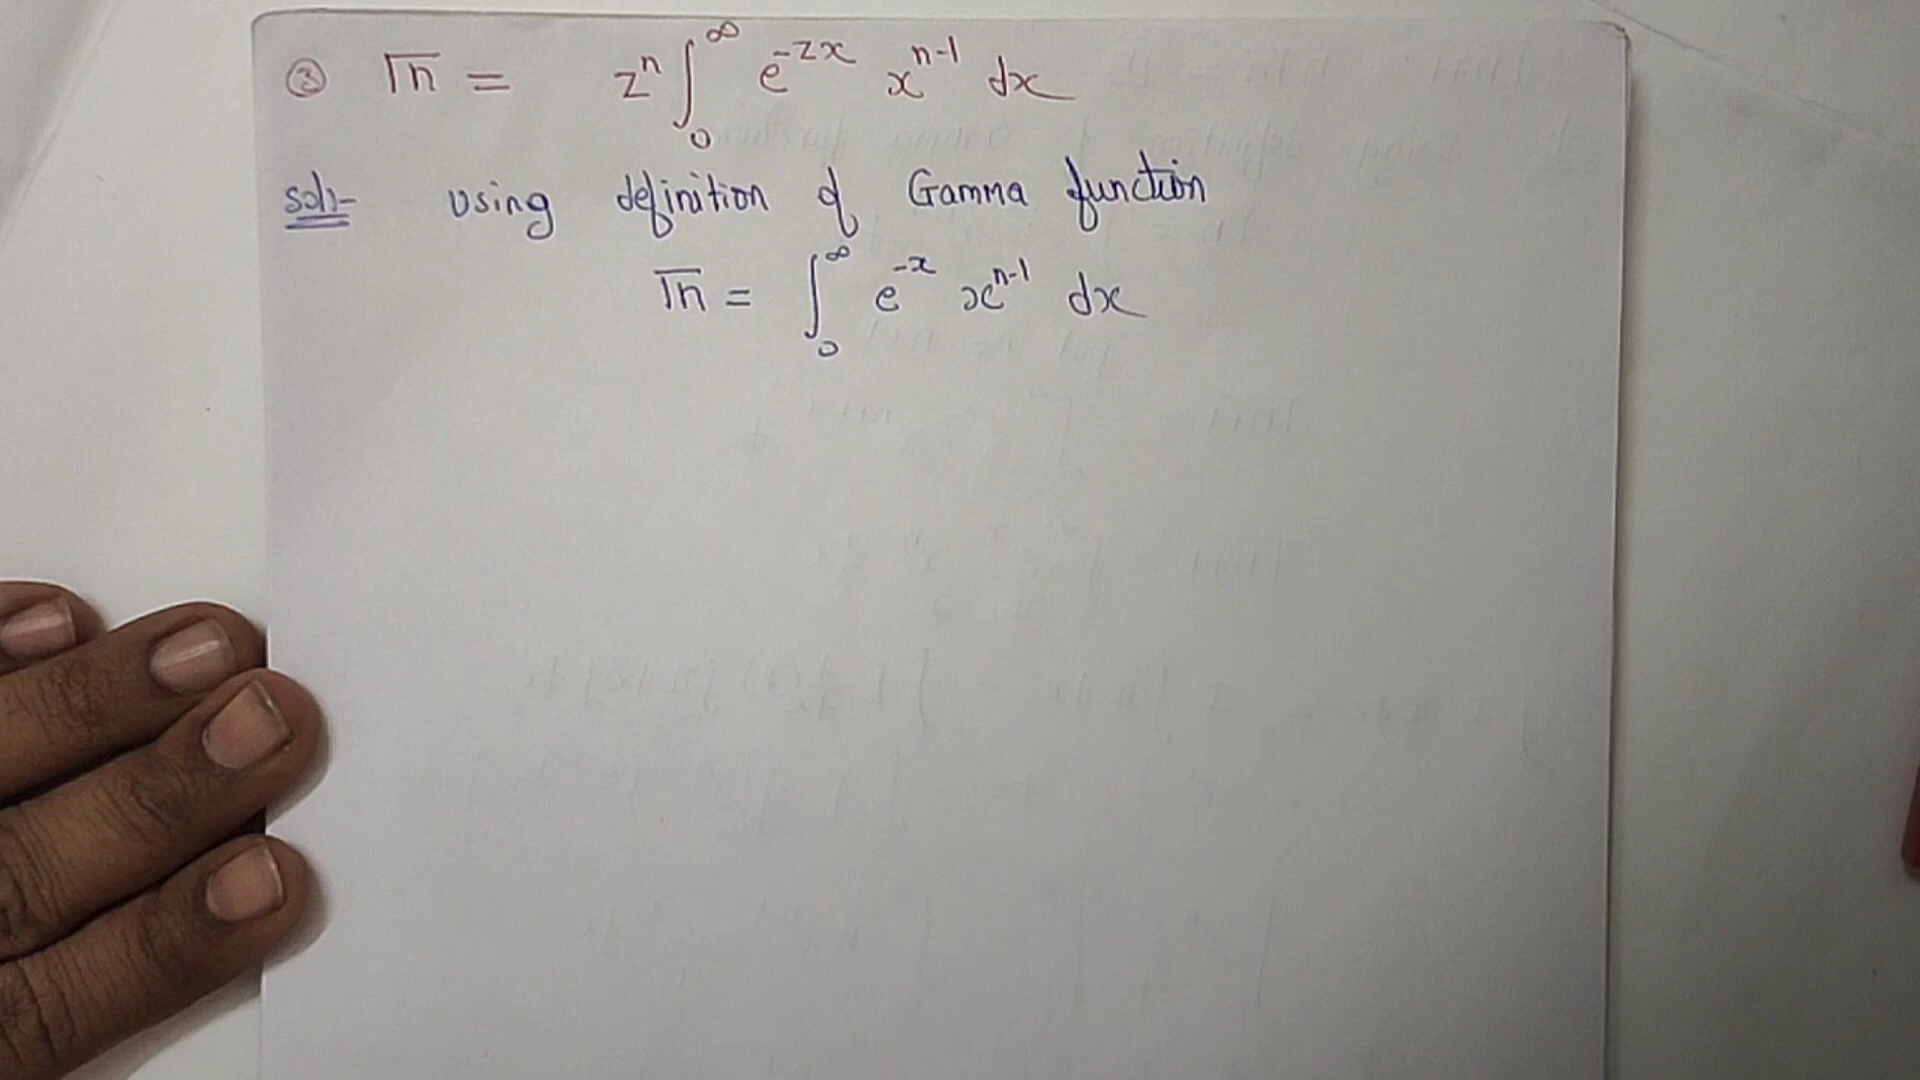 ③ Γn = zⁿ ∫₀^∞ e^{-zx} x^{n-1} dx
Sol:- using definition of Gamma function
Γn = ∫₀^∞ e^{-x} x^{n-1} dx